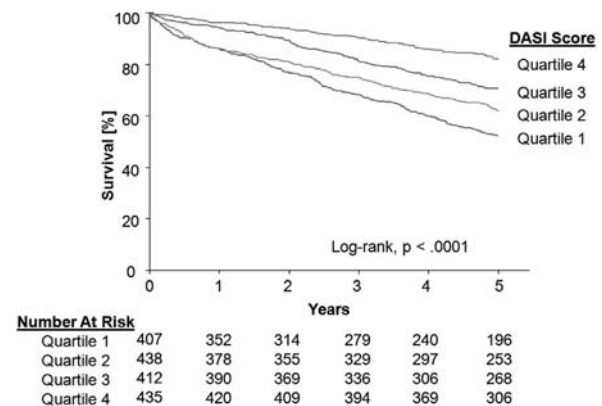 100
80
60
40
20
0
Survival [%]
DASI Score
Quartile 4
Quartile 3
Quartile 2
Quartile 1
Log-rank, p < .0001
0 1 2 3 4 5
Years
Number At Risk
Quartile 1 407 352 314 279 240 196
Quartile 2 438 378 355 329 297 253
Quartile 3 412 390 369 336 306 268
Quartile 4 435 420 409 394 369 306